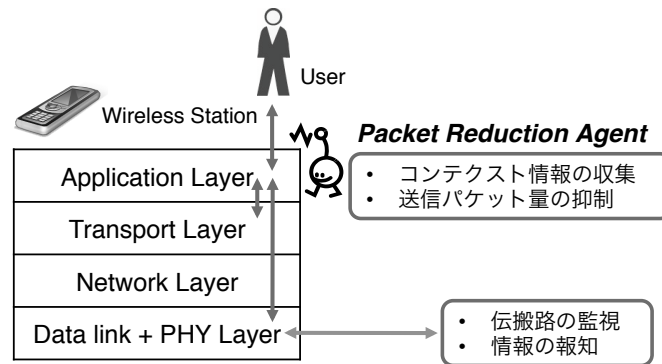 User
Wireless Station
Packet Reduction Agent
Application Layer
• コンテクスト情報の収集
• 送信パケット量の抑制
Transport Layer
Network Layer
Data link + PHY Layer
• 伝搬路の監視
• 情報の報知